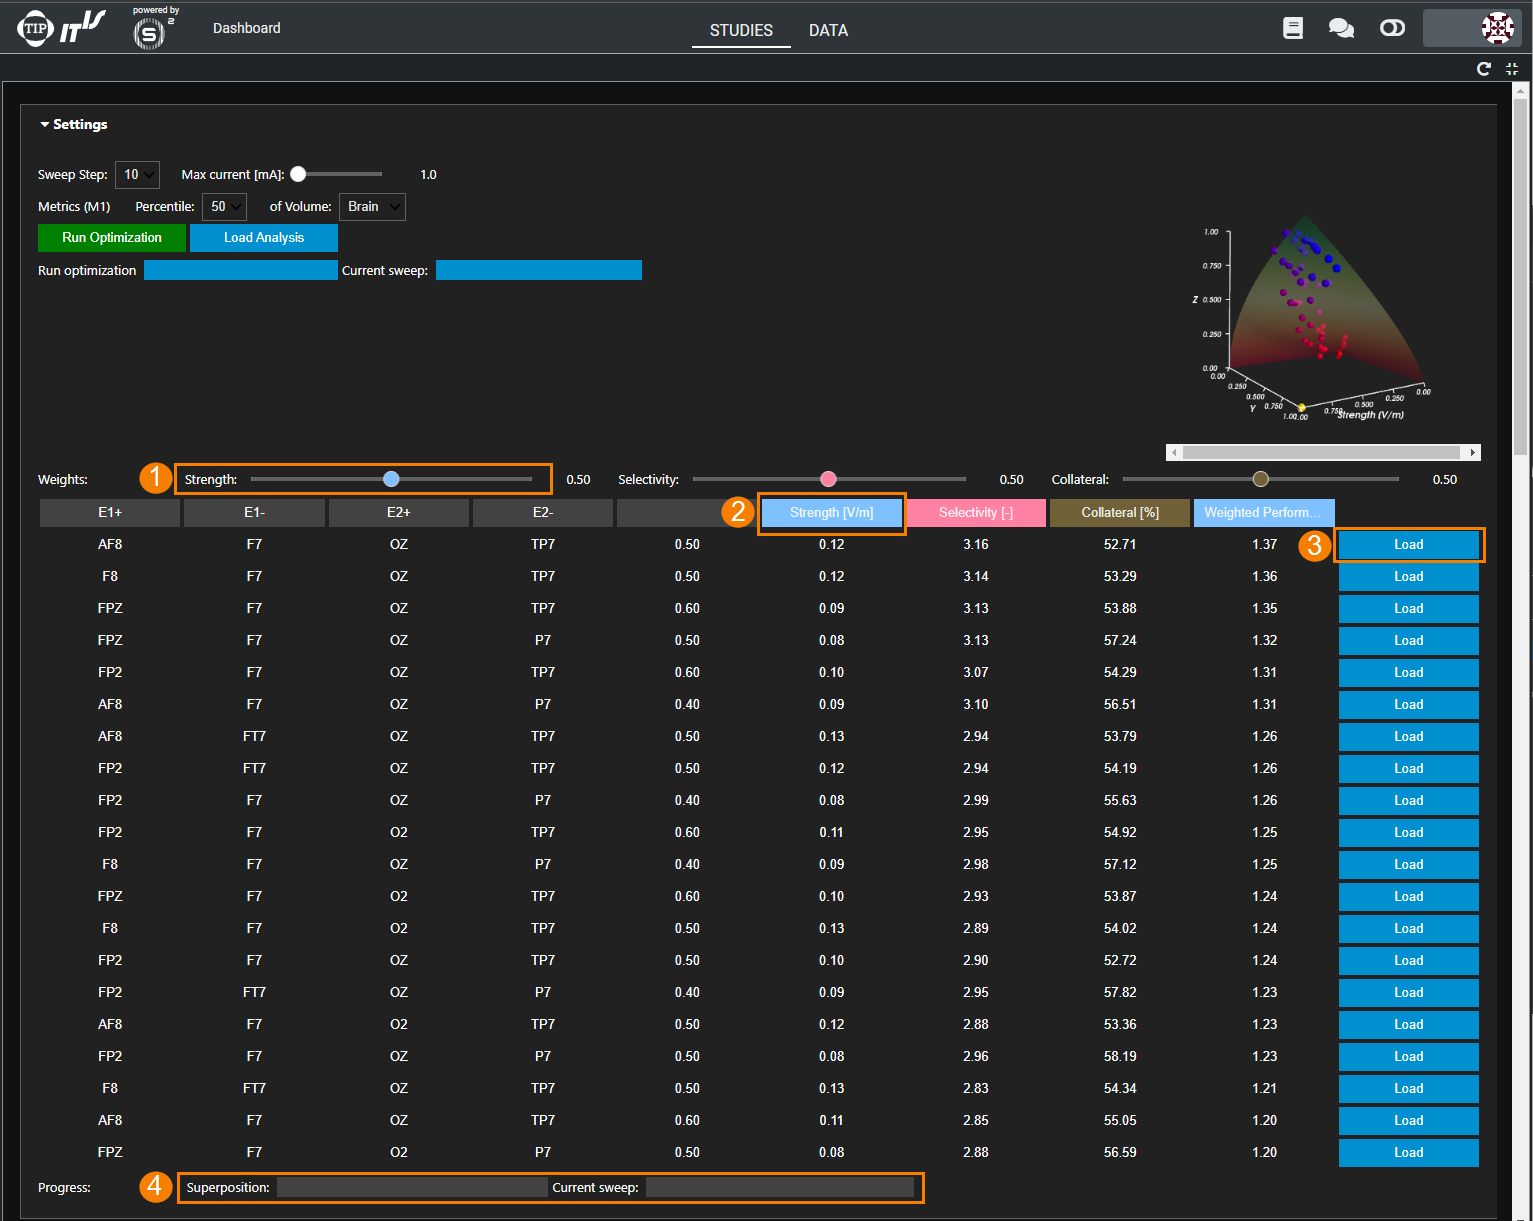 TIP IT'IS powered by S 2 Dashboard STUDIES DATA
Settings
Sweep Step: 10 Max current [mA]: 1.0
Metrics (M1) Percentile: 50 of Volume: Brain
Run Optimization Load Analysis
Run optimization Current sweep:
1.00
0.750
Z 0.500
0.250
0.00
0.00 0.250 0.500 0.750 1.00
Y
1.00 0.750 0.500 0.250 0.00
Strength (V/m)
Weights: 1 Strength: 0.50 Selectivity: 0.50 Collateral: 0.50
E1+ E1- E2+ E2- 2 Strength [V/m] Selectivity [-] Collateral [%] Weighted Perform...
AF8 F7 OZ TP7 0.50 0.12 3.16 52.71 1.37 3 Load
F8 F7 OZ TP7 0.50 0.12 3.14 53.29 1.36 Load
FPZ F7 OZ TP7 0.60 0.09 3.13 53.88 1.35 Load
FPZ F7 OZ P7 0.50 0.08 3.13 57.24 1.32 Load
FP2 F7 OZ TP7 0.60 0.10 3.07 54.29 1.31 Load
AF8 F7 OZ P7 0.40 0.09 3.10 56.51 1.31 Load
AF8 FT7 OZ TP7 0.50 0.13 2.94 53.79 1.26 Load
FP2 FT7 OZ TP7 0.50 0.12 2.94 54.19 1.26 Load
FP2 F7 OZ P7 0.40 0.08 2.99 55.63 1.26 Load
FP2 F7 O2 TP7 0.60 0.11 2.95 54.92 1.25 Load
F8 F7 OZ P7 0.40 0.09 2.98 57.12 1.25 Load
FPZ F7 O2 TP7 0.60 0.10 2.93 53.87 1.24 Load
F8 F7 O2 TP7 0.50 0.13 2.89 54.02 1.24 Load
FP2 F7 OZ TP7 0.50 0.10 2.90 52.72 1.24 Load
FP2 FT7 OZ P7 0.40 0.09 2.95 57.82 1.23 Load
AF8 F7 O2 TP7 0.50 0.12 2.88 53.36 1.23 Load
FP2 F7 OZ P7 0.50 0.08 2.96 58.19 1.23 Load
F8 FT7 OZ TP7 0.50 0.13 2.83 54.34 1.21 Load
AF8 F7 OZ TP7 0.60 0.11 2.85 55.05 1.20 Load
FPZ F7 O2 P7 0.50 0.08 2.88 56.59 1.20 Load
Progress: 4 Superposition: Current sweep: